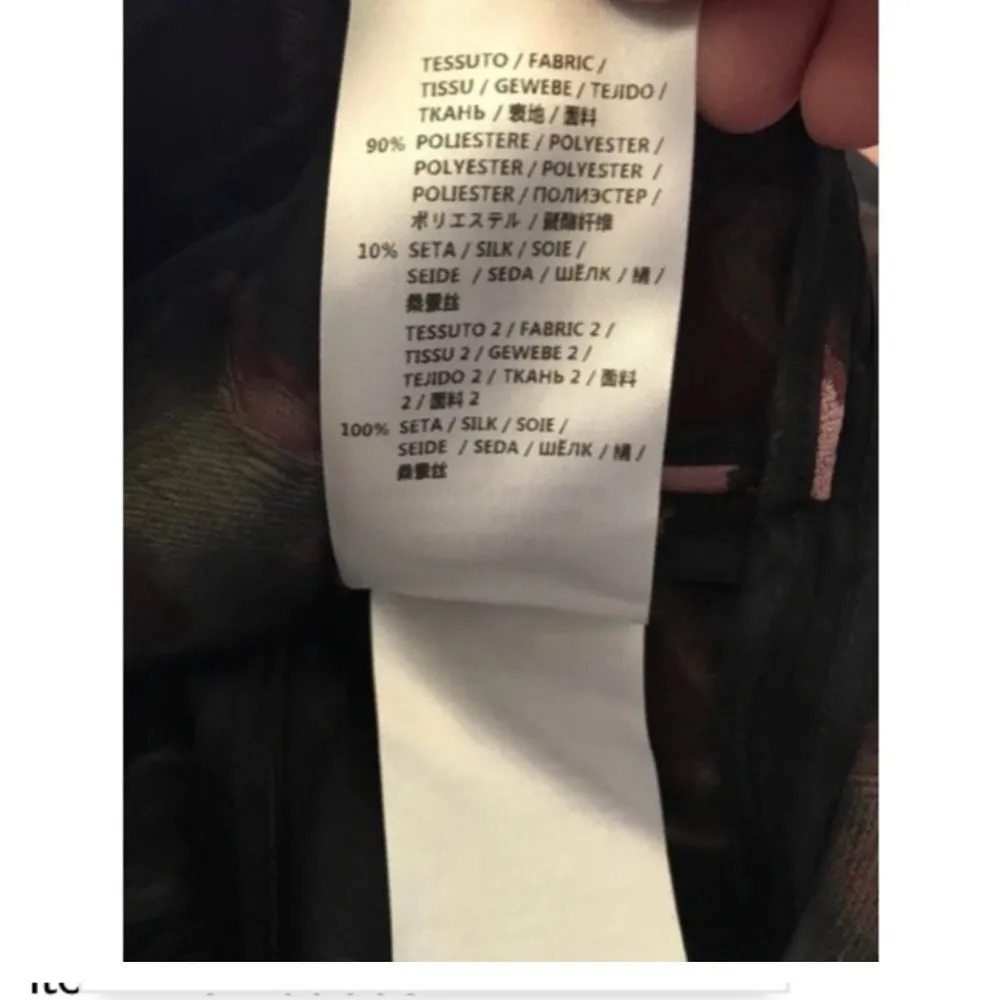 TESSUTO / FABRIC /
TISSU / GEWEBE / TEJIDO /
ТКАНЬ / 表地 / 面料
90% POLIESTERE / POLYESTER /
POLYESTER / POLYESTER /
POLIESTER / ПОЛИЭСТЕР /
ポリエステル / 聚酯纤维
10% SETA / SILK / SOIE /
SEIDE / SEDA / ШЁЛК / 絹 /
桑蚕丝
TESSUTO 2 / FABRIC 2 /
TISSU 2 / GEWEBE 2 /
TEJIDO 2 / ТКАНЬ 2 / 面料
2 / 面料 2
100% SETA / SILK / SOIE /
SEIDE / SEDA / ШЁЛК / 絹 /
桑蚕丝